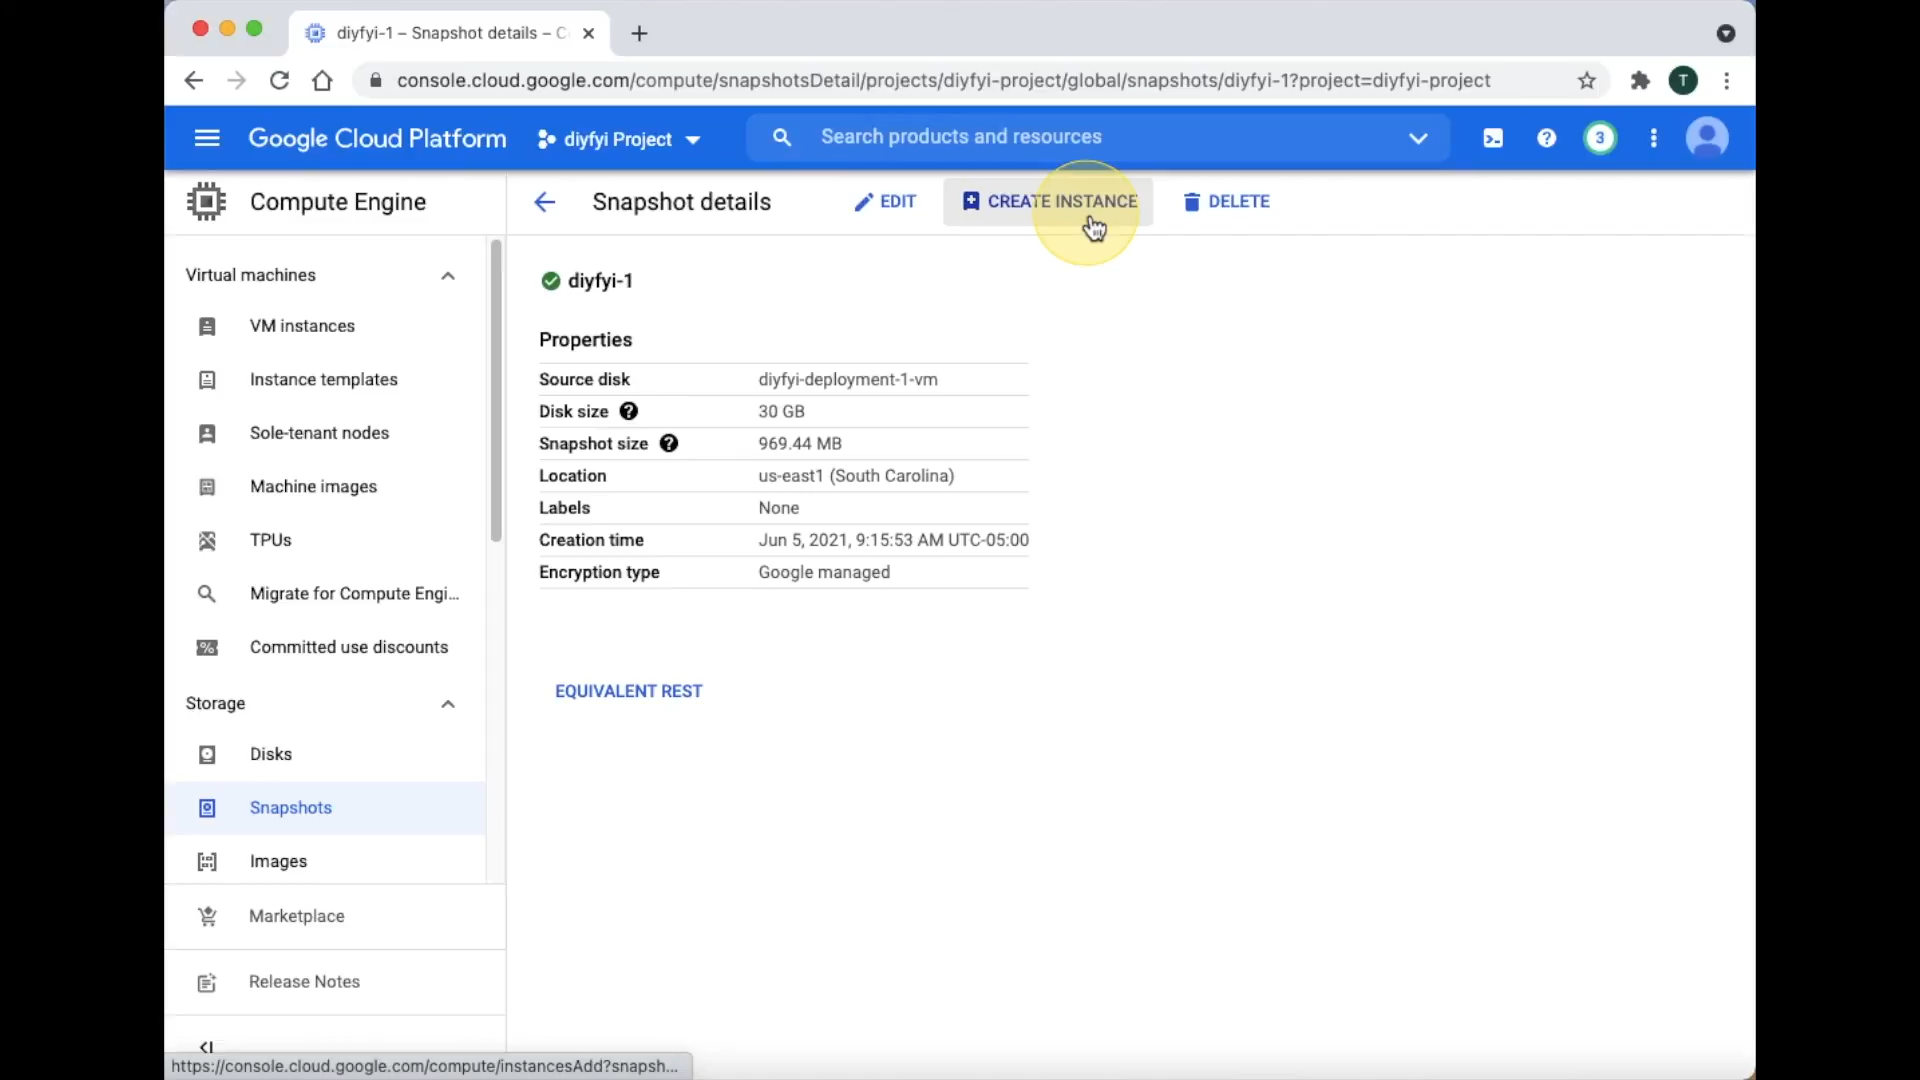 diyfyi-1 – Snapshot details – C
console.cloud.google.com/compute/snapshotsDetail/projects/diyfyi-project/global/snapshots/diyfyi-1?project=diyfyi-project
T
Google Cloud Platform
diyfyi Project
Search products and resources
3
Compute Engine
Snapshot details
EDIT
CREATE INSTANCE
DELETE
Virtual machines
VM instances
Instance templates
Sole-tenant nodes
Machine images
TPUs
Migrate for Compute Engi...
Committed use discounts
Storage
Disks
Snapshots
Images
Marketplace
Release Notes
diyfyi-1
Properties
Source disk diyfyi-deployment-1-vm
Disk size 30 GB
Snapshot size 969.44 MB
Location us-east1 (South Carolina)
Labels None
Creation time Jun 5, 2021, 9:15:53 AM UTC-05:00
Encryption type Google managed
EQUIVALENT REST
https://console.cloud.google.com/compute/instancesAdd?snapsh...